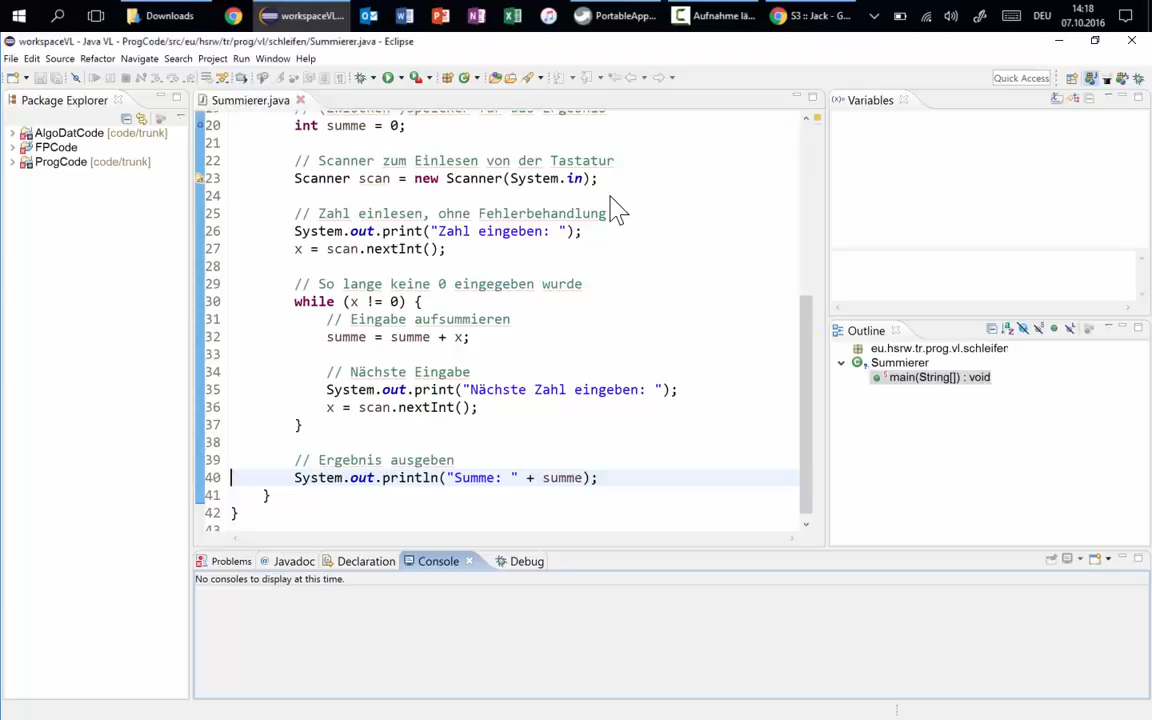 Downloads
workspaceVL...
PortableApp...
Aufnahme lä...
S3 :: Jack - G...
DEU
14:18
07.10.2016
workspaceVL - Java VL - ProgCode/src/eu/hsrw/tr/prog/vl/schleifen/Summierer.java - Eclipse
File Edit Source Refactor Navigate Search Project Run Window Help
Quick Access
Package Explorer
AlgoDatCode [code/trunk]
FPCode
ProgCode [code/trunk]
Summierer.java
20 int summe = 0;
21
22 // Scanner zum Einlesen von der Tastatur
23 Scanner scan = new Scanner(System.in);
24
25 // Zahl einlesen, ohne Fehlerbehandlung
26 System.out.print("Zahl eingeben: ");
27 x = scan.nextInt();
28
29 // So lange keine 0 eingegeben wurde
30 while (x != 0) {
31 // Eingabe aufsummieren
32 summe = summe + x;
33
34 // Nächste Eingabe
35 System.out.print("Nächste Zahl eingeben: ");
36 x = scan.nextInt();
37 }
38
39 // Ergebnis ausgeben
40 System.out.println("Summe: " + summe);
41 }
42 }
43
Variables
Outline
eu.hsrw.tr.prog.vl.schleifen
Summierer
main(String[]) : void
Problems
Javadoc
Declaration
Console
Debug
No consoles to display at this time.